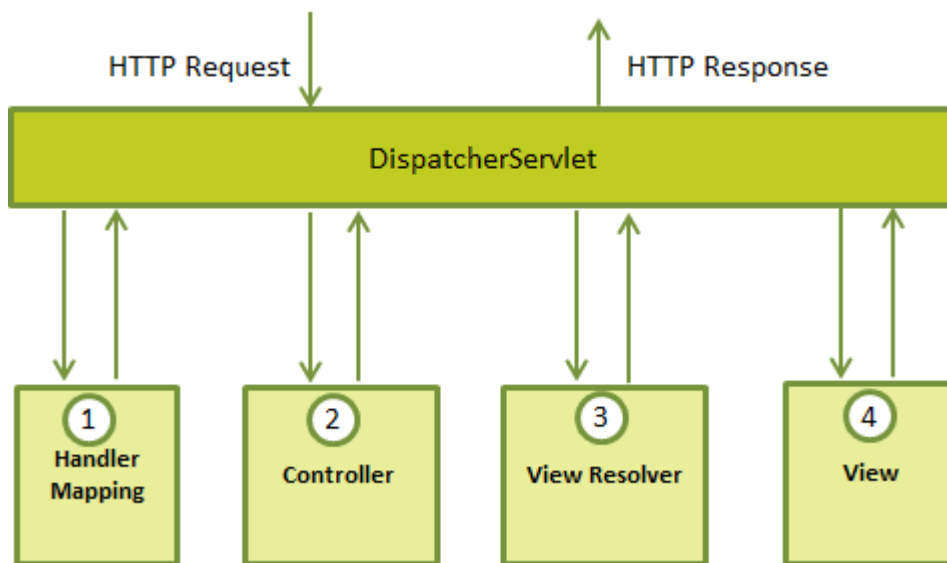 HTTP Request
HTTP Response
DispatcherServlet
1
Handler
Mapping
2
Controller
3
View Resolver
4
View